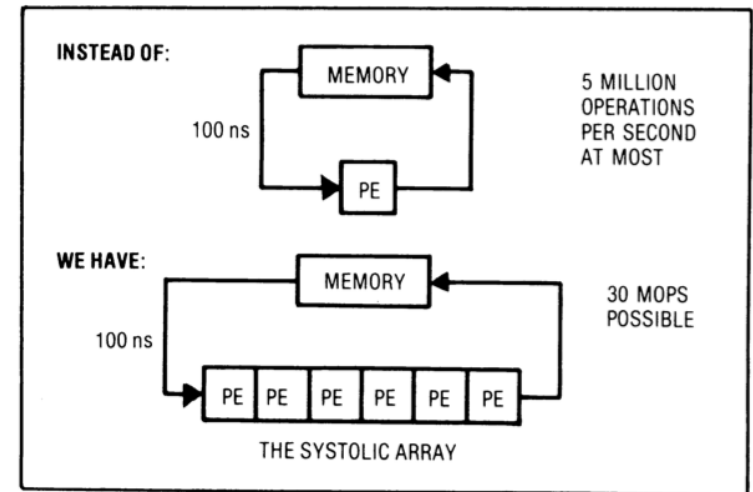 INSTEAD OF:
MEMORY
5 MILLION
OPERATIONS
PER SECOND
AT MOST
100 ns
PE
WE HAVE:
MEMORY
30 MOPS
POSSIBLE
100 ns
PE PE PE PE PE PE
THE SYSTOLIC ARRAY